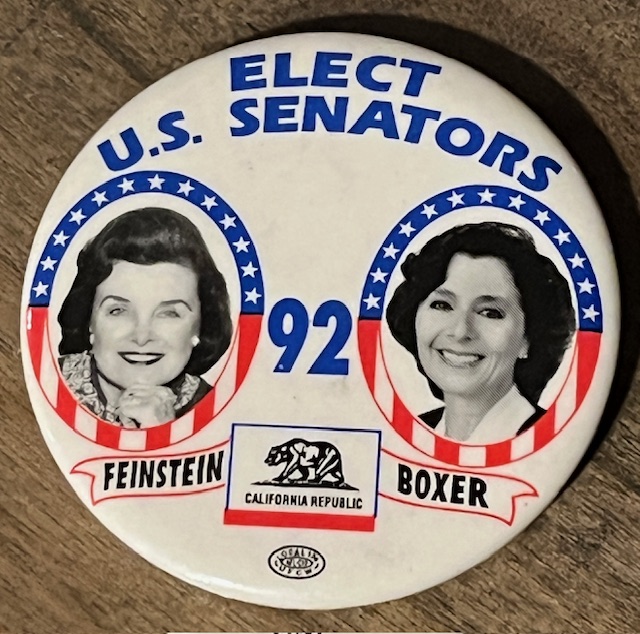 ELECT
U.S. SENATORS
92
FEINSTEIN
BOXER
CALIFORNIA REPUBLIC